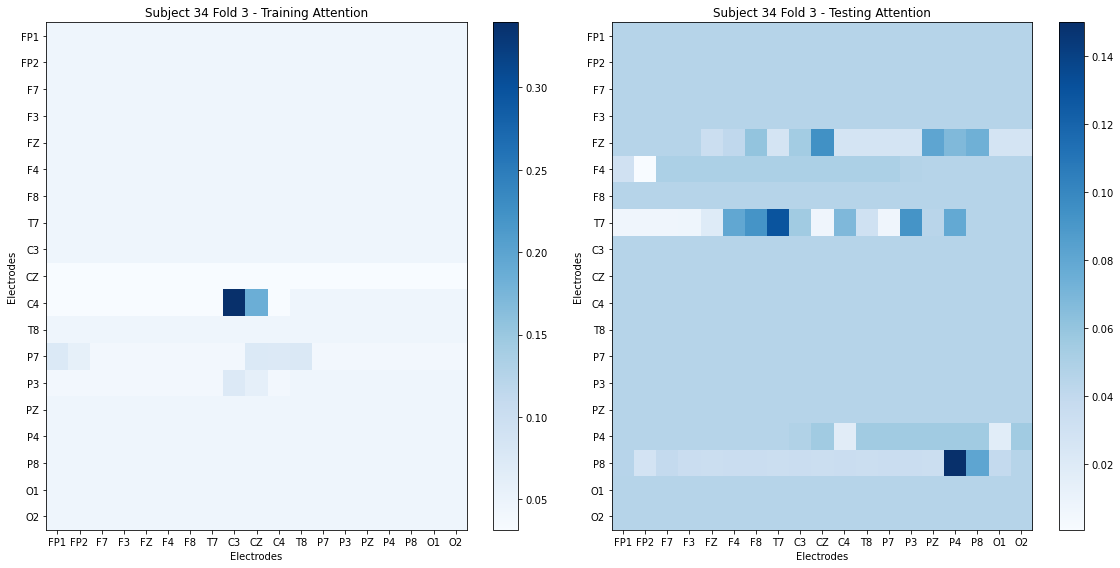 Subject 34 Fold 3 - Training Attention
FP1
FP2
F7
F3
FZ
F4
F8
T7
C3
CZ
C4
T8
P7
P3
PZ
P4
P8
O1
O2
Electrodes
FP1 FP2 F7 F3 FZ F4 F8 T7 C3 CZ C4 T8 P7 P3 PZ P4 P8 O1 O2
Electrodes
0.30
0.25
0.20
0.15
0.10
0.05
Subject 34 Fold 3 - Testing Attention
FP1
FP2
F7
F3
FZ
F4
F8
T7
C3
CZ
C4
T8
P7
P3
PZ
P4
P8
O1
O2
Electrodes
FP1 FP2 F7 F3 FZ F4 F8 T7 C3 CZ C4 T8 P7 P3 PZ P4 P8 O1 O2
Electrodes
0.14
0.12
0.10
0.08
0.06
0.04
0.02